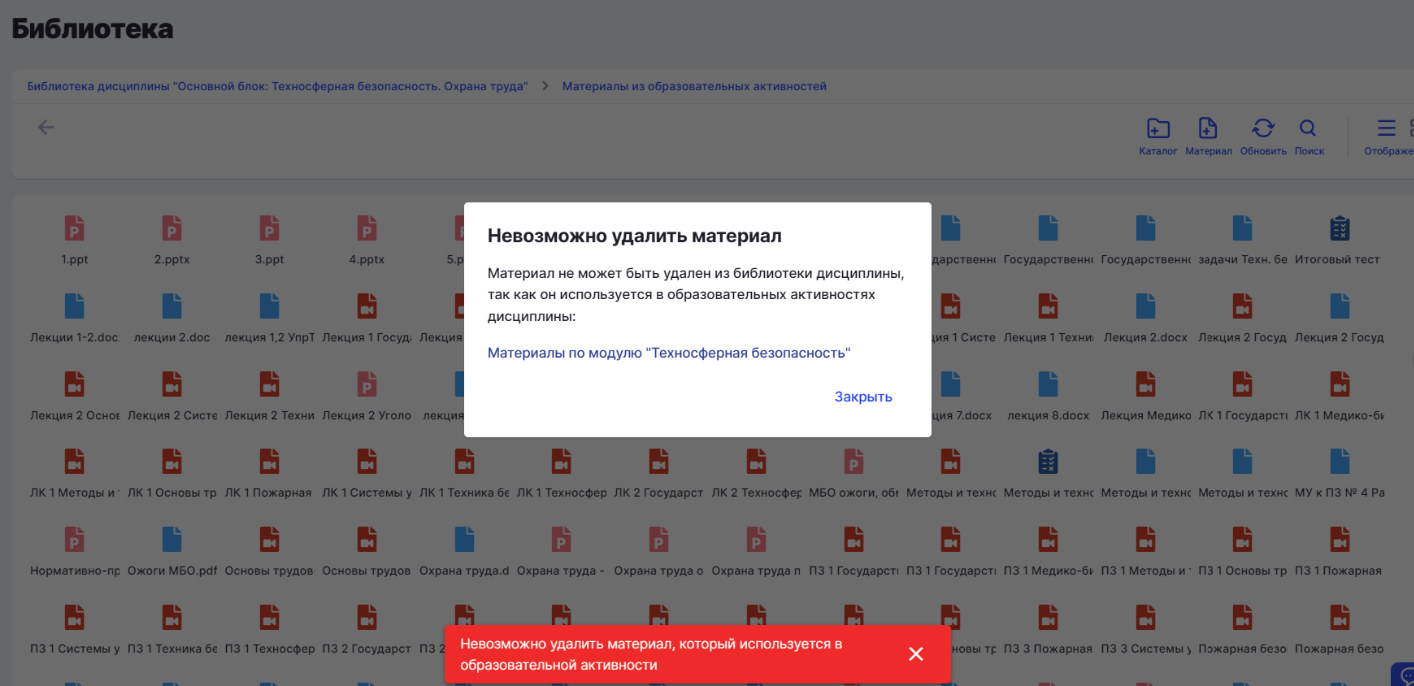 Библиотека
Библиотека дисциплины "Основной блок: Техносферная безопасность. Охрана труда"
Материалы из образовательных активностей
Каталог
Материал
Обновить
Поиск
Отображе
Невозможно удалить материал
Материал не может быть удален из библиотеки дисциплины,
так как он используется в образовательных активностях
дисциплины:
Материалы по модулю "Техносферная безопасность"
Закрыть
1.ppt
2.pptx
3.ppt
4.pptx
5.p
дарственно
Государственно
Государственно
задачи Техн. бе
Итоговый тест
Лекции 1-2.doc
лекции 2.doc
лекция 1,2 УпрТ
Лекция 1 Госуд
Лекция
ция 1 Систе
Лекция 1 Техни
Лекция 2.docx
Лекция 2 Госуд
Лекция 2 Госуд
Лекция 2 Основ
Лекция 2 Систе
Лекция 2 Техни
Лекция 2 Уголо
лекция
ция 7.docx
лекция 8.docx
Лекция Медико
ЛК 1 Государст
ЛК 1 Медико-би
ЛК 1 Методы и
ЛК 1 Основы тр
ЛК 1 Пожарная
ЛК 1 Системы у
ЛК 1 Техника бе
ЛК 1 Техносфер
ЛК 2 Государст
ЛК 2 Техносфер
МБО ожоги, об
Методы и техно
Методы и техно
Методы и техно
Методы и техно
МУ к ПЗ № 4 Ра
Нормативно-пр
Ожоги МБО.pdf
Основы трудов
Основы трудов
Охрана труда.d
Охрана труда -
Охрана труда о
Охрана труда п
ПЗ 1 Государст
ПЗ 1 Государст
ПЗ 1 Медико-би
ПЗ 1 Методы и
ПЗ 1 Основы тр
ПЗ 1 Пожарная
ПЗ 1 Системы у
ПЗ 1 Техника бе
ПЗ 1 Техносфер
ПЗ 2 Государст
ПЗ 2
новы тр
ПЗ 3 Пожарная
ПЗ 3 Системы у
Пожарная безо
Пожарная безо
Невозможно удалить материал, который используется в
образовательной активности